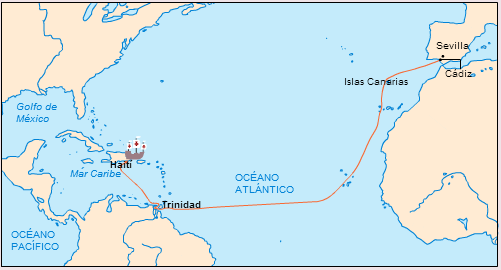 Sevilla
Cádiz
Islas Canarias
Golfo de
México
Haití
Mar Caribe
OCÉANO
ATLÁNTICO
Trinidad
OCÉANO
PACÍFICO